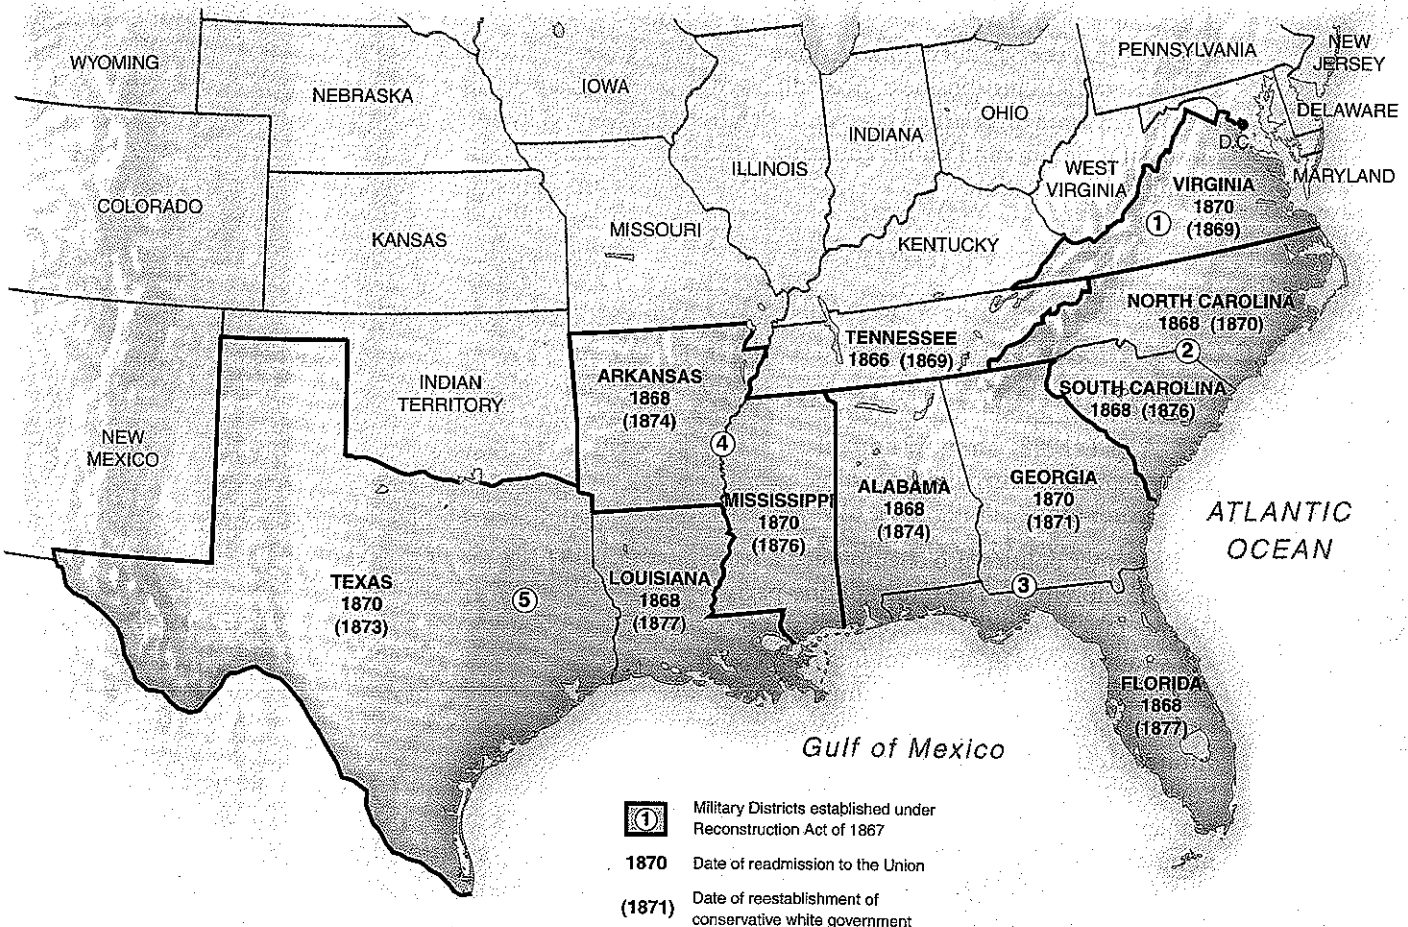 WYOMING
NEBRASKA
IOWA
ILLINOIS
INDIANA
OHIO
PENNSYLVANIA
NEW
JERSEY
DELAWARE
D.C.
MARYLAND
WEST
VIRGINIA
VIRGINIA
1870
(1869)
1
COLORADO
KANSAS
MISSOURI
KENTUCKY
NORTH CAROLINA
1868 (1870)
2
TENNESSEE
1866 (1869)
SOUTH CAROLINA
1868 (1876)
INDIAN
TERRITORY
ARKANSAS
1868
(1874)
4
NEW
MEXICO
MISSISSIPPI
1870
(1876)
ALABAMA
1868
(1874)
GEORGIA
1870
(1871)
ATLANTIC
OCEAN
TEXAS
1870
(1873)
5
LOUISIANA
1868
(1877)
3
FLORIDA
1868
(1877)
Gulf of Mexico
1 Military Districts established under
Reconstruction Act of 1867
1870 Date of readmission to the Union
(1871) Date of reestablishment of
conservative white government